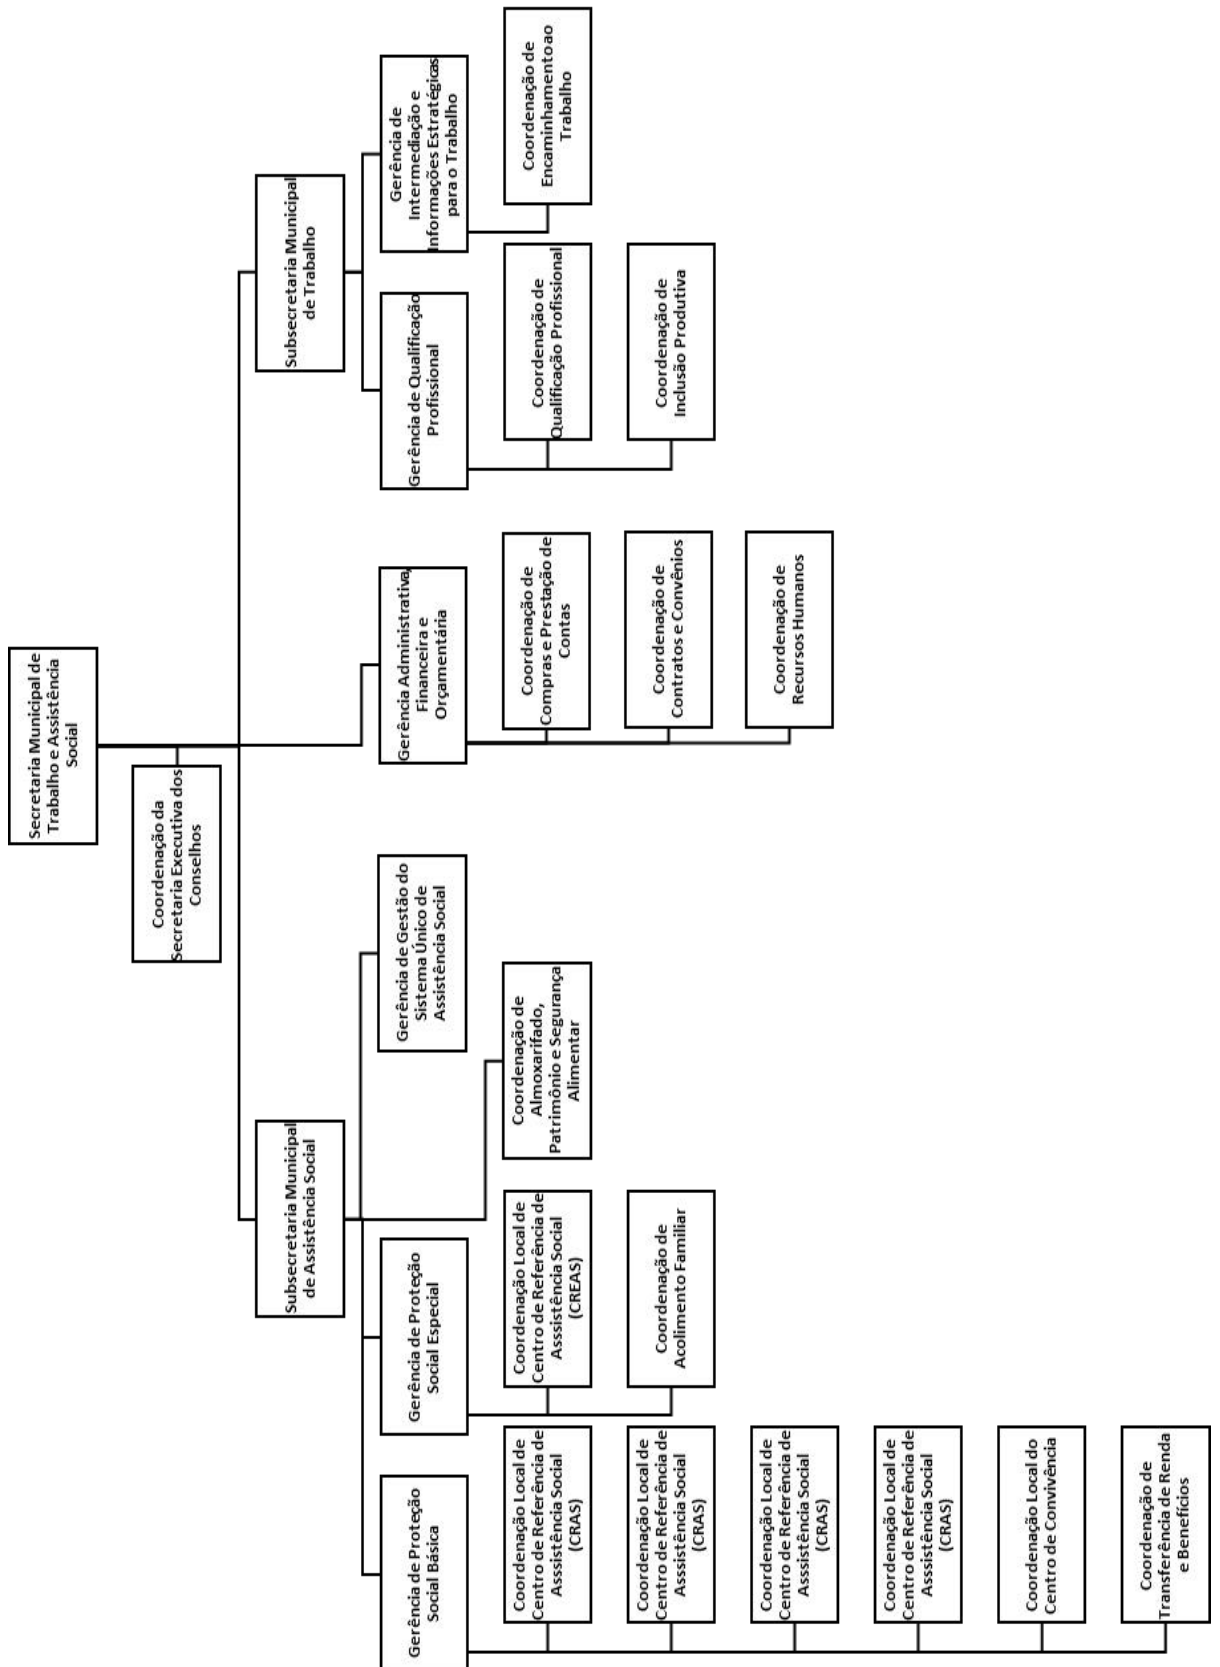 Secretaria Municipal de
Trabalho e Assistência
Social
Coordenação da
Secretaria Executiva dos
Conselhos
Subsecretaria Municipal
de Assistência Social
Subsecretaria Municipal
de Trabalho
Gerência de Proteção
Social Básica
Gerência de Proteção
Social Especial
Gerência de Gestão do
Sistema Único de
Assistência Social
Gerência Administrativa,
Financeira e
Orçamentária
Gerência de Qualificação
Profissional
Gerência de
Intermediação e
Informações Estratégicas
para o Trabalho
Coordenação Local de
Centro de Referência de
Asssistência Social
(CRAS)
Coordenação Local de
Centro de Referência de
Asssistência Social
(CREAS)
Coordenação de
Almoxarifado,
Patrimônio e Segurança
Alimentar
Coordenação de
Compras e Prestação de
Contas
Coordenação de
Qualificação Profissional
Coordenação de
Encaminhamento ao
Trabalho
Coordenação Local de
Centro de Referência de
Asssistência Social
(CRAS)
Coordenação de
Acolimento Familiar
Coordenação de
Contratos e Convênios
Coordenação de
Inclusão Produtiva
Coordenação Local de
Centro de Referência de
Asssistência Social
(CRAS)
Coordenação de
Recursos Humanos
Coordenação Local de
Centro de Referência de
Asssistência Social
(CRAS)
Coordenação Local do
Centro de Convivência
Coordenação de
Transferência de Renda
e Benefícios